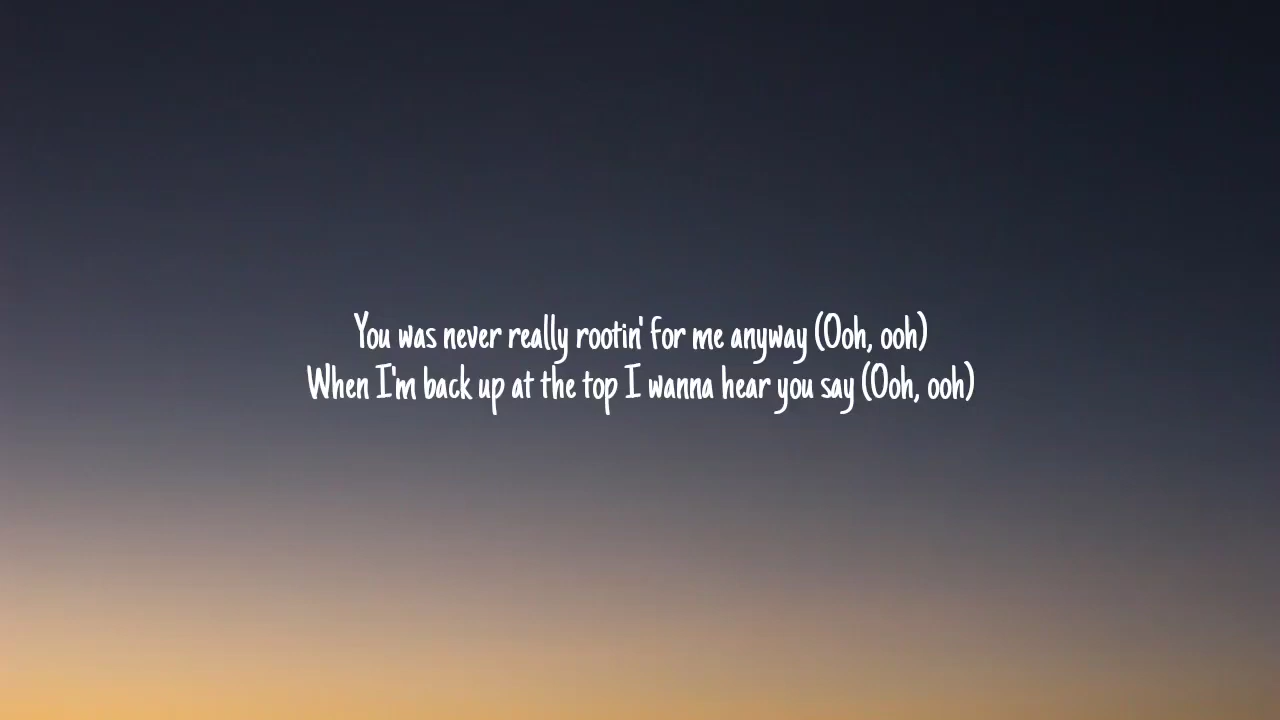 You was never really rootin' for me anyway (Ooh, ooh)
When I'm back up at the top I wanna hear you say (Ooh, ooh)